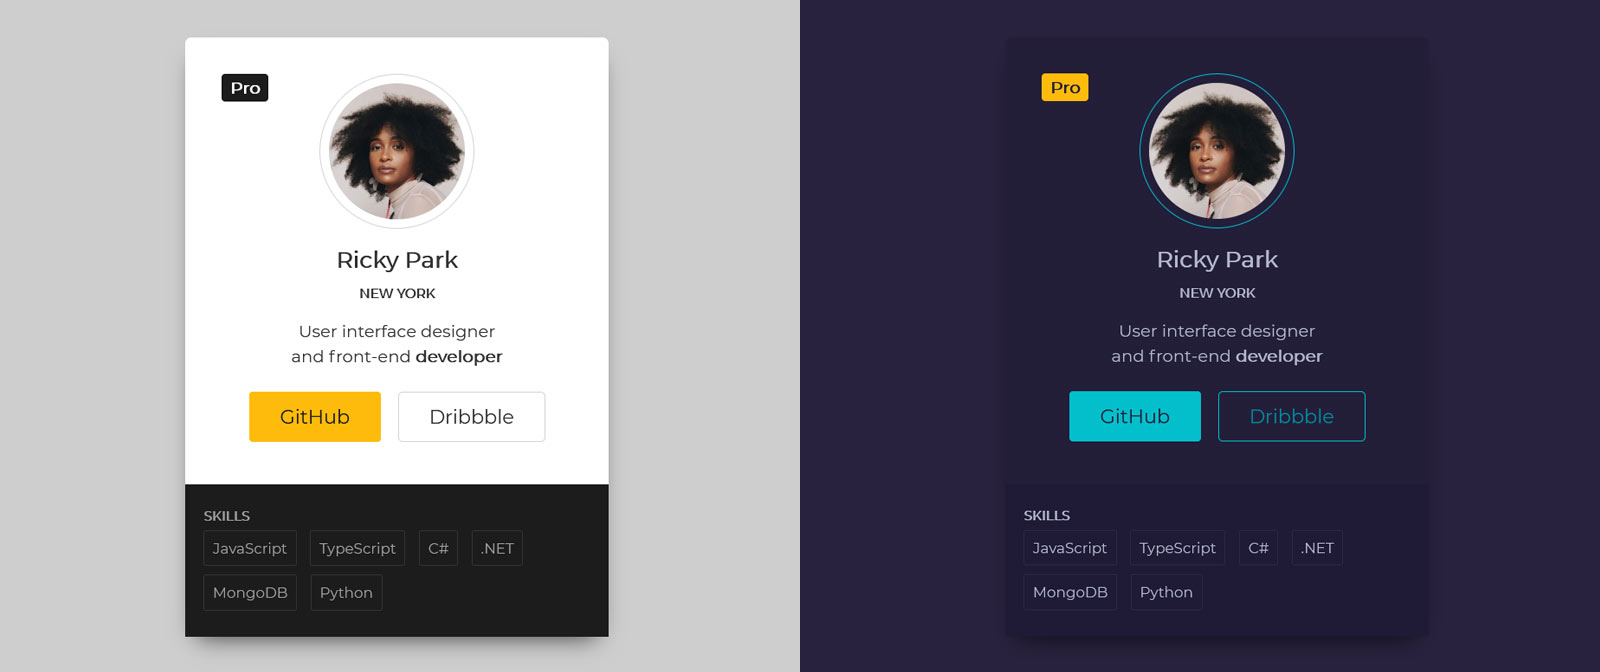 Pro
Ricky Park
NEW YORK
User interface designer
and front-end developer
GitHub Dribbble
SKILLS
JavaScript TypeScript C# .NET
MongoDB Python
Pro
Ricky Park
NEW YORK
User interface designer
and front-end developer
GitHub Dribbble
SKILLS
JavaScript TypeScript C# .NET
MongoDB Python